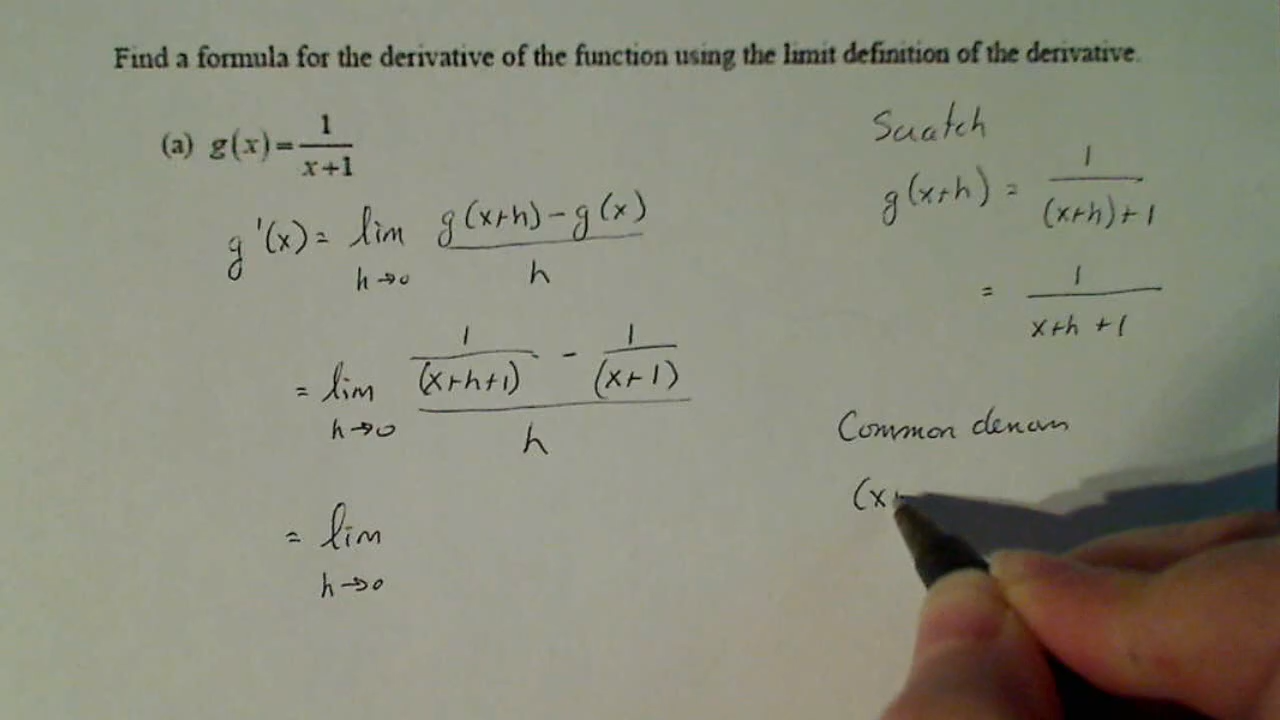 Find a formula for the derivative of the function using the limit definition of the derivative.
(a) g(x) = 1/(x+1)
g'(x) = lim h→0 (g(x+h) - g(x))/h
= lim h→0 (1/(x+h+1) - 1/(x+1))/h
= lim h→0
Scratch
g(x+h) = 1/((x+h)+1)
= 1/(x+h+1)
Common denom
(x+